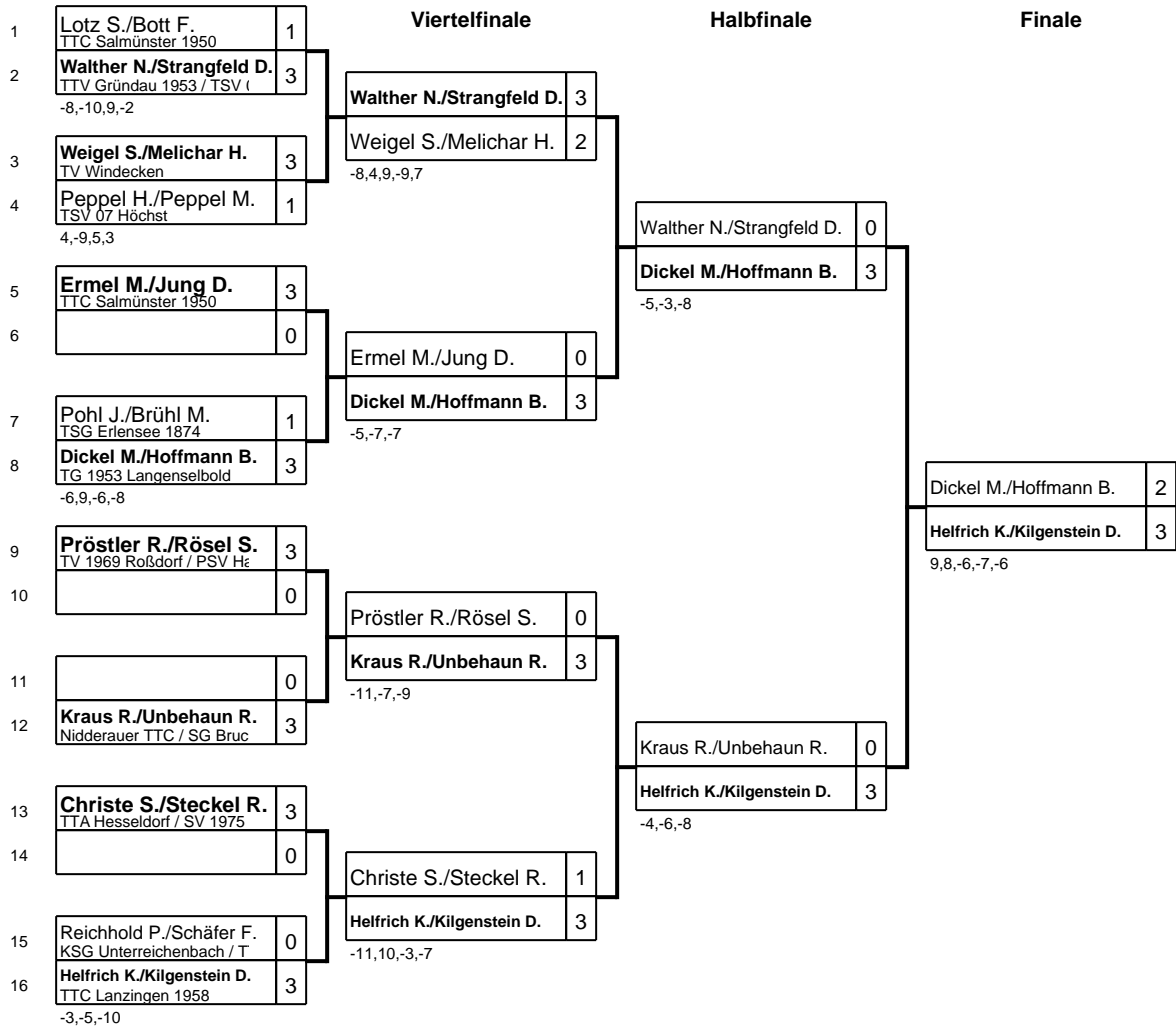 Viertelfinale
Halbfinale
Finale
1 Lotz S./Bott F. 1
TTC Salmünster 1950
2 Walther N./Strangfeld D. 3
TTV Gründau 1953 / TSV
-8,-10,9,-2
3 Weigel S./Melichar H. 3
TV Windecken
4 Peppel H./Peppel M. 1
TSV 07 Höchst
4,-9,5,3
5 Ermel M./Jung D. 3
TTC Salmünster 1950
6 0
7 Pohl J./Brühl M. 1
TSG Erlensee 1874
8 Dickel M./Hoffmann B. 3
TG 1953 Langenselbold
-6,9,-6,-8
9 Pröstler R./Rösel S. 3
TV 1969 Roßdorf / PSV Ha
10 0
11 0
12 Kraus R./Unbehaun R. 3
Nidderauer TTC / SG Bruc
13 Christe S./Steckel R. 3
TTA Hesseldorf / SV 1975
14 0
15 Reichhold P./Schäfer F. 0
KSG Unterreichenbach / T
16 Helfrich K./Kilgenstein D. 3
TTC Lanzingen 1958
-3,-5,-10
Walther N./Strangfeld D. 3
Weigel S./Melichar H. 2
-8,4,9,-9,7
Ermel M./Jung D. 0
Dickel M./Hoffmann B. 3
-5,-7,-7
Pröstler R./Rösel S. 0
Kraus R./Unbehaun R. 3
-11,-7,-9
Christe S./Steckel R. 1
Helfrich K./Kilgenstein D. 3
-11,10,-3,-7
Walther N./Strangfeld D. 0
Dickel M./Hoffmann B. 3
-5,-3,-8
Kraus R./Unbehaun R. 0
Helfrich K./Kilgenstein D. 3
-4,-6,-8
Dickel M./Hoffmann B. 2
Helfrich K./Kilgenstein D. 3
9,8,-6,-7,-6